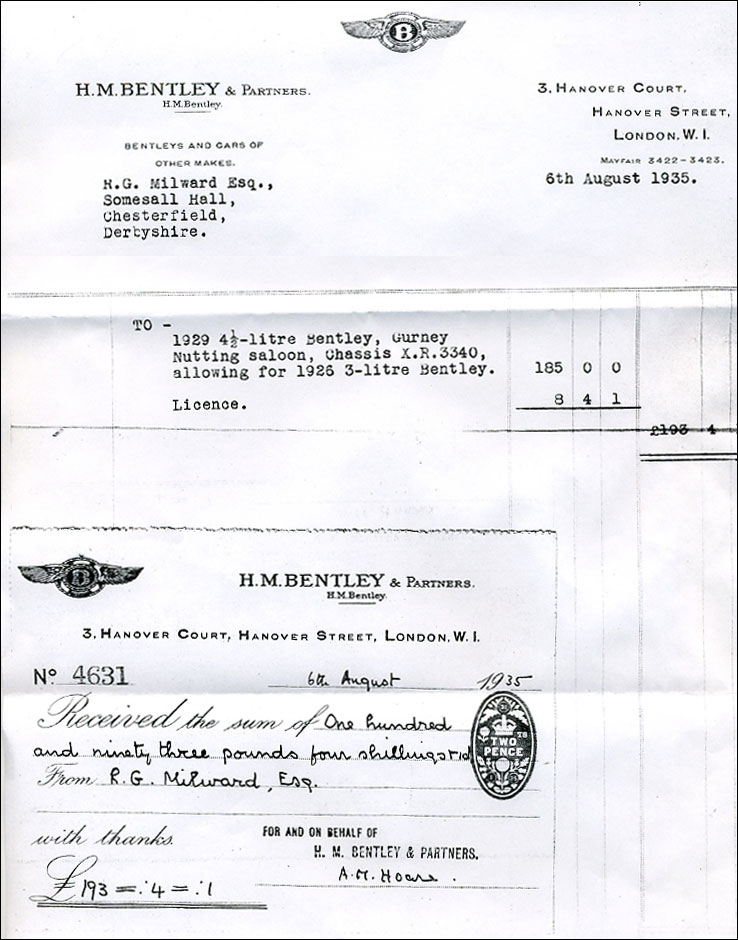 B
H.M.BENTLEY & PARTNERS.
H.M.Bentley.
3, HANOVER COURT,
HANOVER STREET,
LONDON. W. 1.
BENTLEYS AND CARS OF
OTHER MAKES.
MAYFAIR 3422-3423.
6th August 1935.
R.G. Milward Esq.,
Somesall Hall,
Chesterfield,
Derbyshire.
TO -
1929 4½-litre Bentley, Gurney
Nutting saloon, Chassis X.R.3340,
allowing for 1926 3-litre Bentley. 185 0 0
Licence. 8 4 1
£193 4
B
H.M.BENTLEY & PARTNERS.
H.M.Bentley.
3, HANOVER COURT, HANOVER STREET, LONDON, W. 1.
Nº 4631 6th August 1935
Received the sum of One hundred
and ninety three pounds four shillings + 1d
From R.G. Milward, Esq.
TWO
PENCE
with thanks.
FOR AND ON BEHALF OF
H. M. BENTLEY & PARTNERS.
A.M. Hoare.
£193 = : 4 = : 1